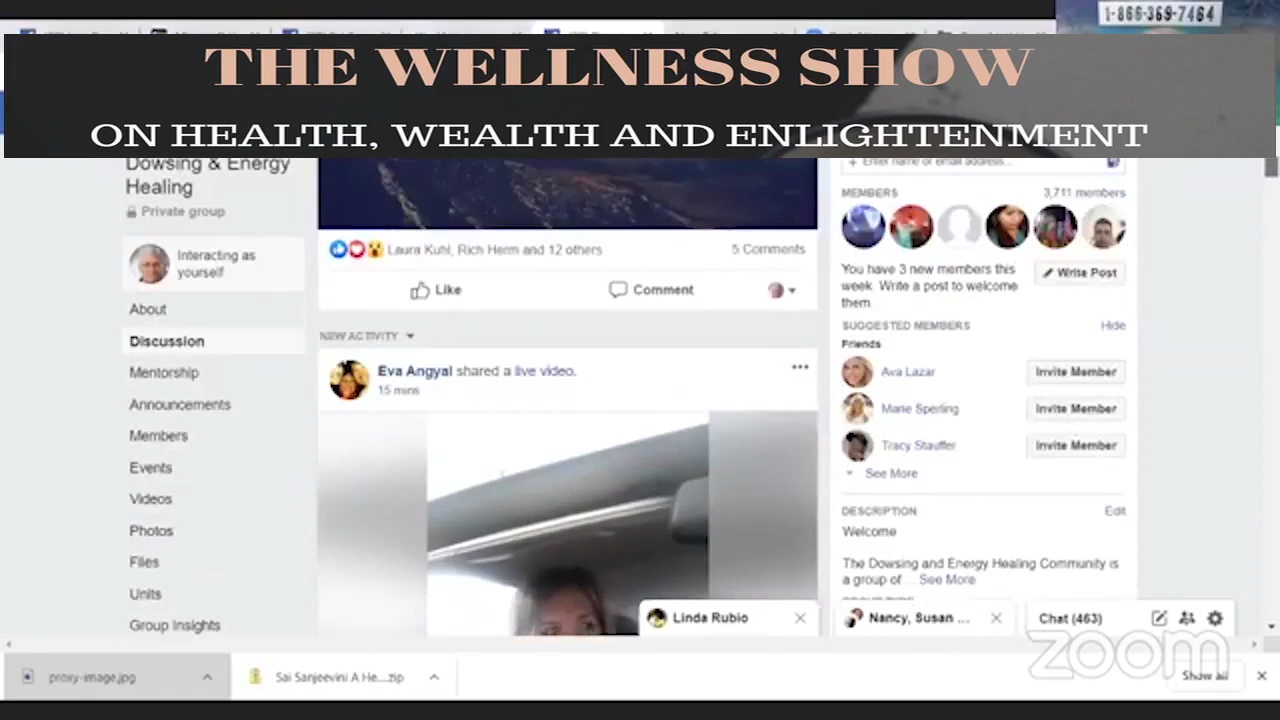 1-866-369-7464
THE WELLNESS SHOW
ON HEALTH, WEALTH AND ENLIGHTENMENT
Dowsing & Energy
Healing
Private group
Interacting as
yourself
About
Discussion
Mentorship
Announcements
Members
Events
Videos
Photos
Files
Units
Group Insights
Laura Kuhl, Rich Herm and 12 others
5 Comments
Like
Comment
NEW ACTIVITY
Eva Angyal shared a live video.
15 mins
+ Enter name or email address...
MEMBERS
3,711 members
You have 3 new members this
week. Write a post to welcome
them.
Write Post
SUGGESTED MEMBERS
Hide
Friends
Ava Lazar
Invite Member
Marie Sperling
Invite Member
Tracy Stauffer
Invite Member
See More
DESCRIPTION
Edit
Welcome
The Dowsing and Energy Healing Community is
a group of ... See More
Linda Rubio
Nancy, Susan ...
Chat (463)
zoom
proxy-image.jpg
Sai Sanjeevini A He....zip
Show all